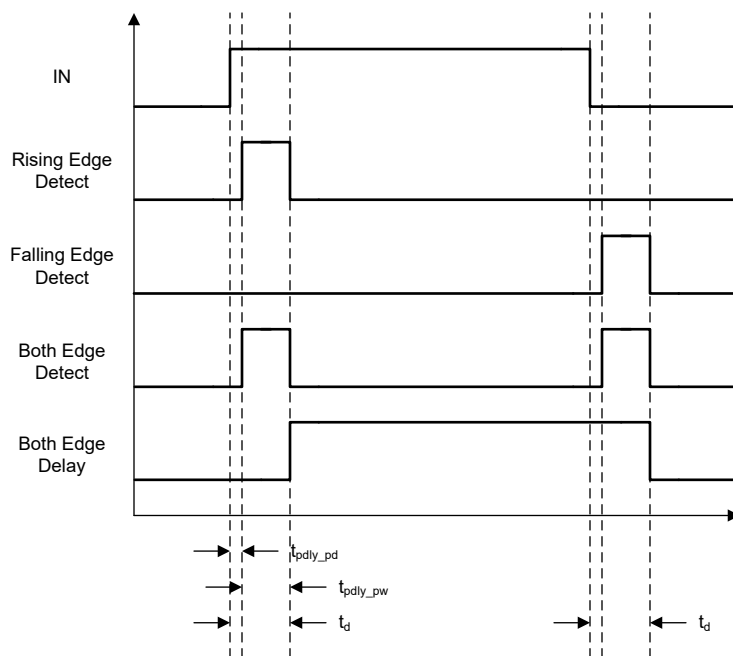 IN
Rising Edge
Detect
Falling Edge
Detect
Both Edge
Detect
Both Edge
Delay
tpdly_pd
tpdly_pw
td
td